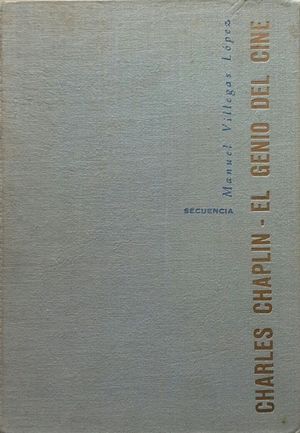 Manuel Villegas López
CHARLES CHAPLIN - EL GENIO DEL CINE
SECUENCIA